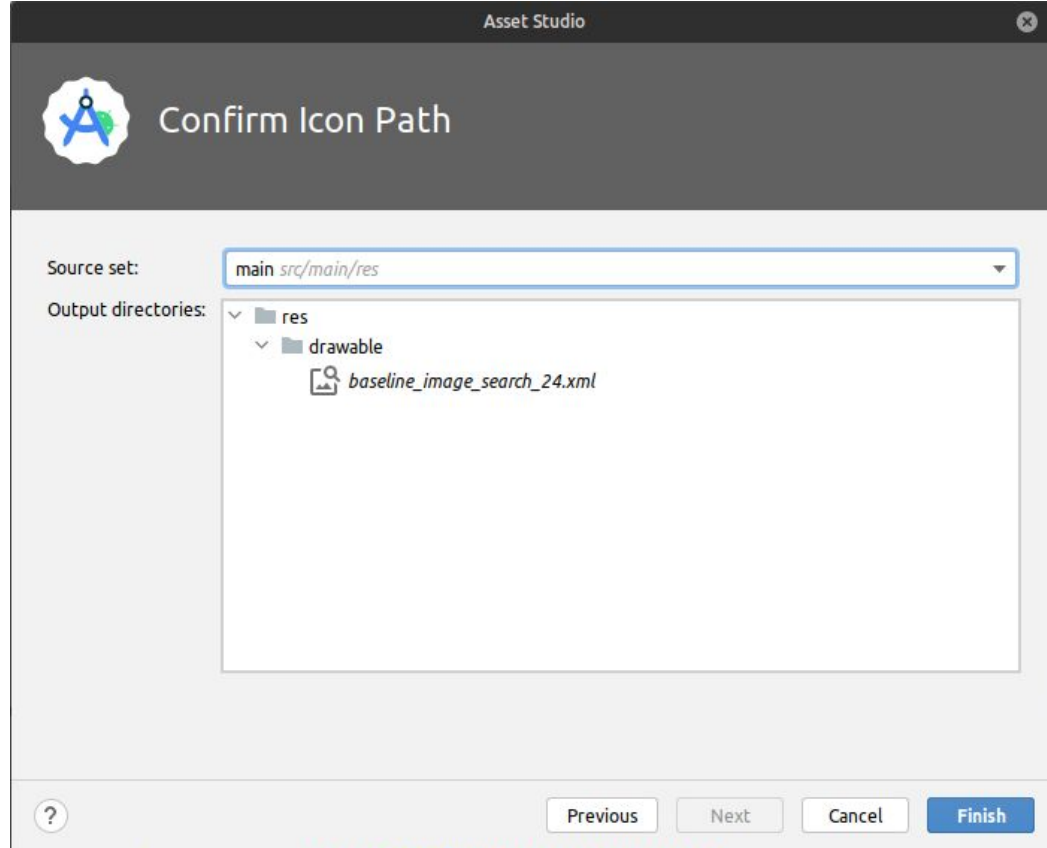 Asset Studio
Confirm Icon Path
Source set: main src/main/res
Output directories:
res
drawable
baseline_image_search_24.xml
? Previous Next Cancel Finish